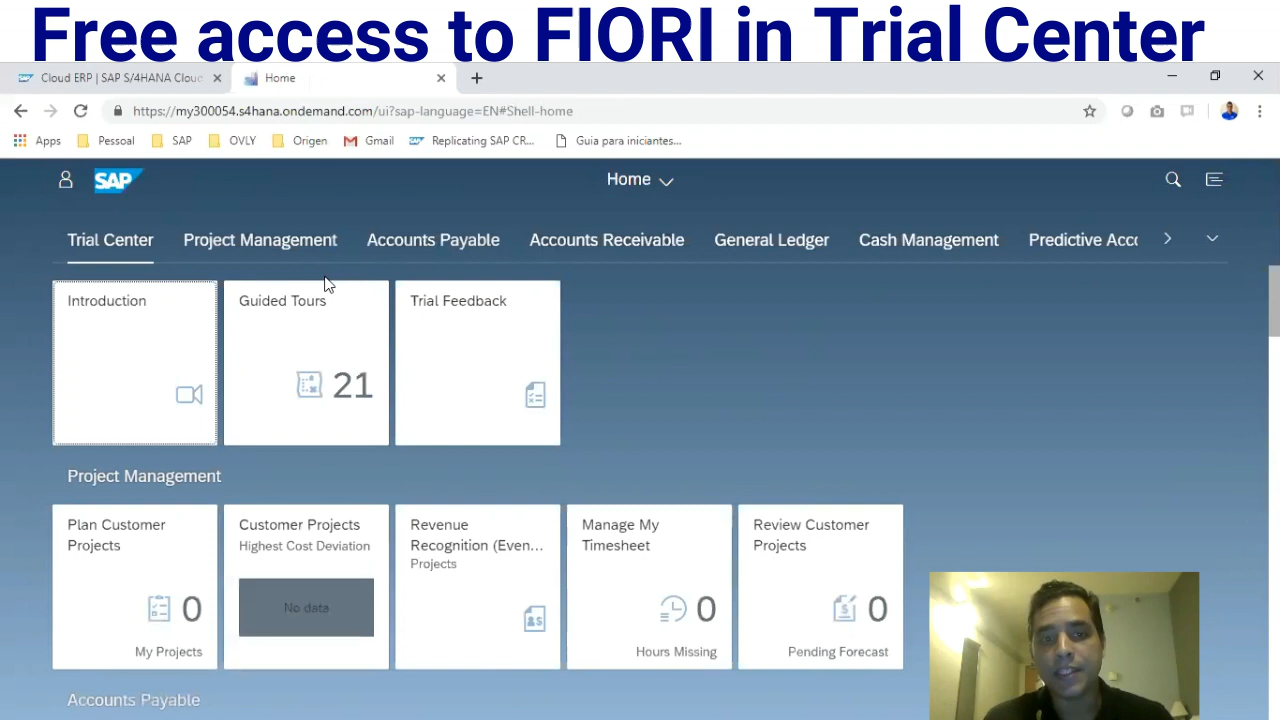 Free access to FIORI in Trial Center
Cloud ERP | SAP S/4HANA Cloud
Home
https://my300054.s4hana.ondemand.com/ui?sap-language=EN#Shell-home
Apps Pessoal SAP OVLY Origen Gmail Replicating SAP CR... Guia para iniciantes...
SAP
Home
Trial Center Project Management Accounts Payable Accounts Receivable General Ledger Cash Management Predictive Acco
Introduction
Guided Tours
21
Trial Feedback
Project Management
Plan Customer
Projects
0
My Projects
Customer Projects
Highest Cost Deviation
No data
Revenue
Recognition (Even...
Projects
Manage My
Timesheet
0
Hours Missing
Review Customer
Projects
0
Pending Forecast
Accounts Payable